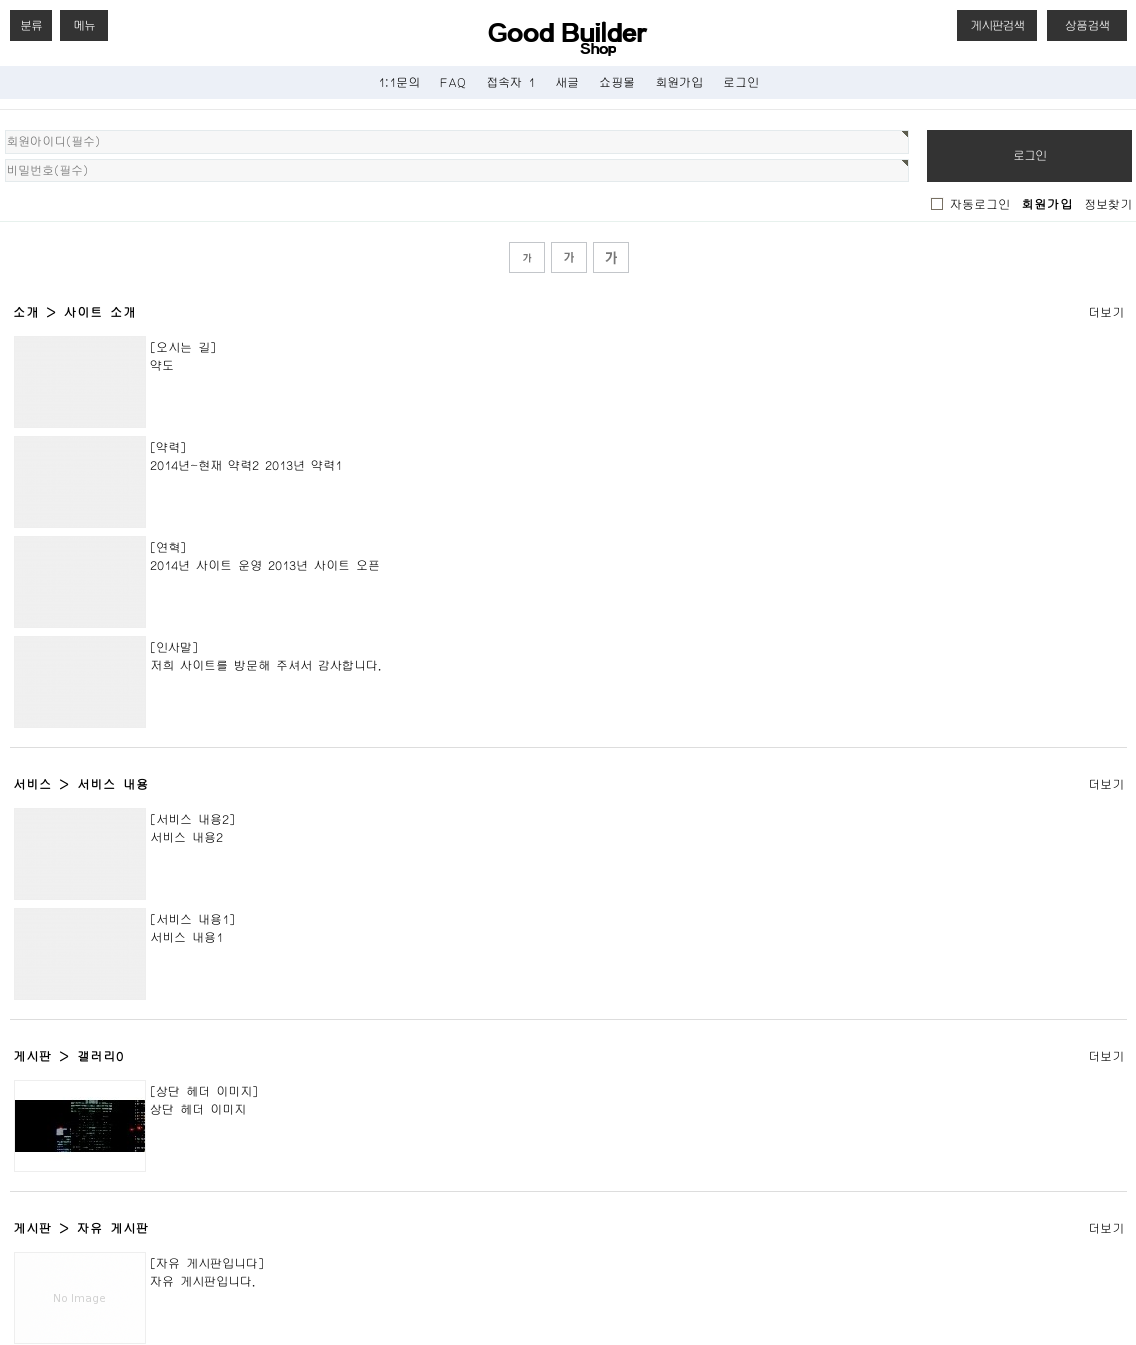 분류 메뉴
Good Builder
Shop
게시판검색 상품검색
1:1문의 FAQ 접속자 1 새글 쇼핑몰 회원가입 로그인
회원아이디(필수)
비밀번호(필수)
로그인
자동로그인 회원가입 정보찾기
가 가 가
소개 > 사이트 소개 더보기
[오시는 길]
약도
[약력]
2014년-현재 약력2 2013년 약력1
[연혁]
2014년 사이트 운영 2013년 사이트 오픈
[인사말]
저희 사이트를 방문해 주셔서 감사합니다.
서비스 > 서비스 내용 더보기
[서비스 내용2]
서비스 내용2
[서비스 내용1]
서비스 내용1
게시판 > 갤러리0 더보기
[상단 헤더 이미지]
상단 헤더 이미지
게시판 > 자유 게시판 더보기
[자유 게시판입니다]
자유 게시판입니다.
No Image